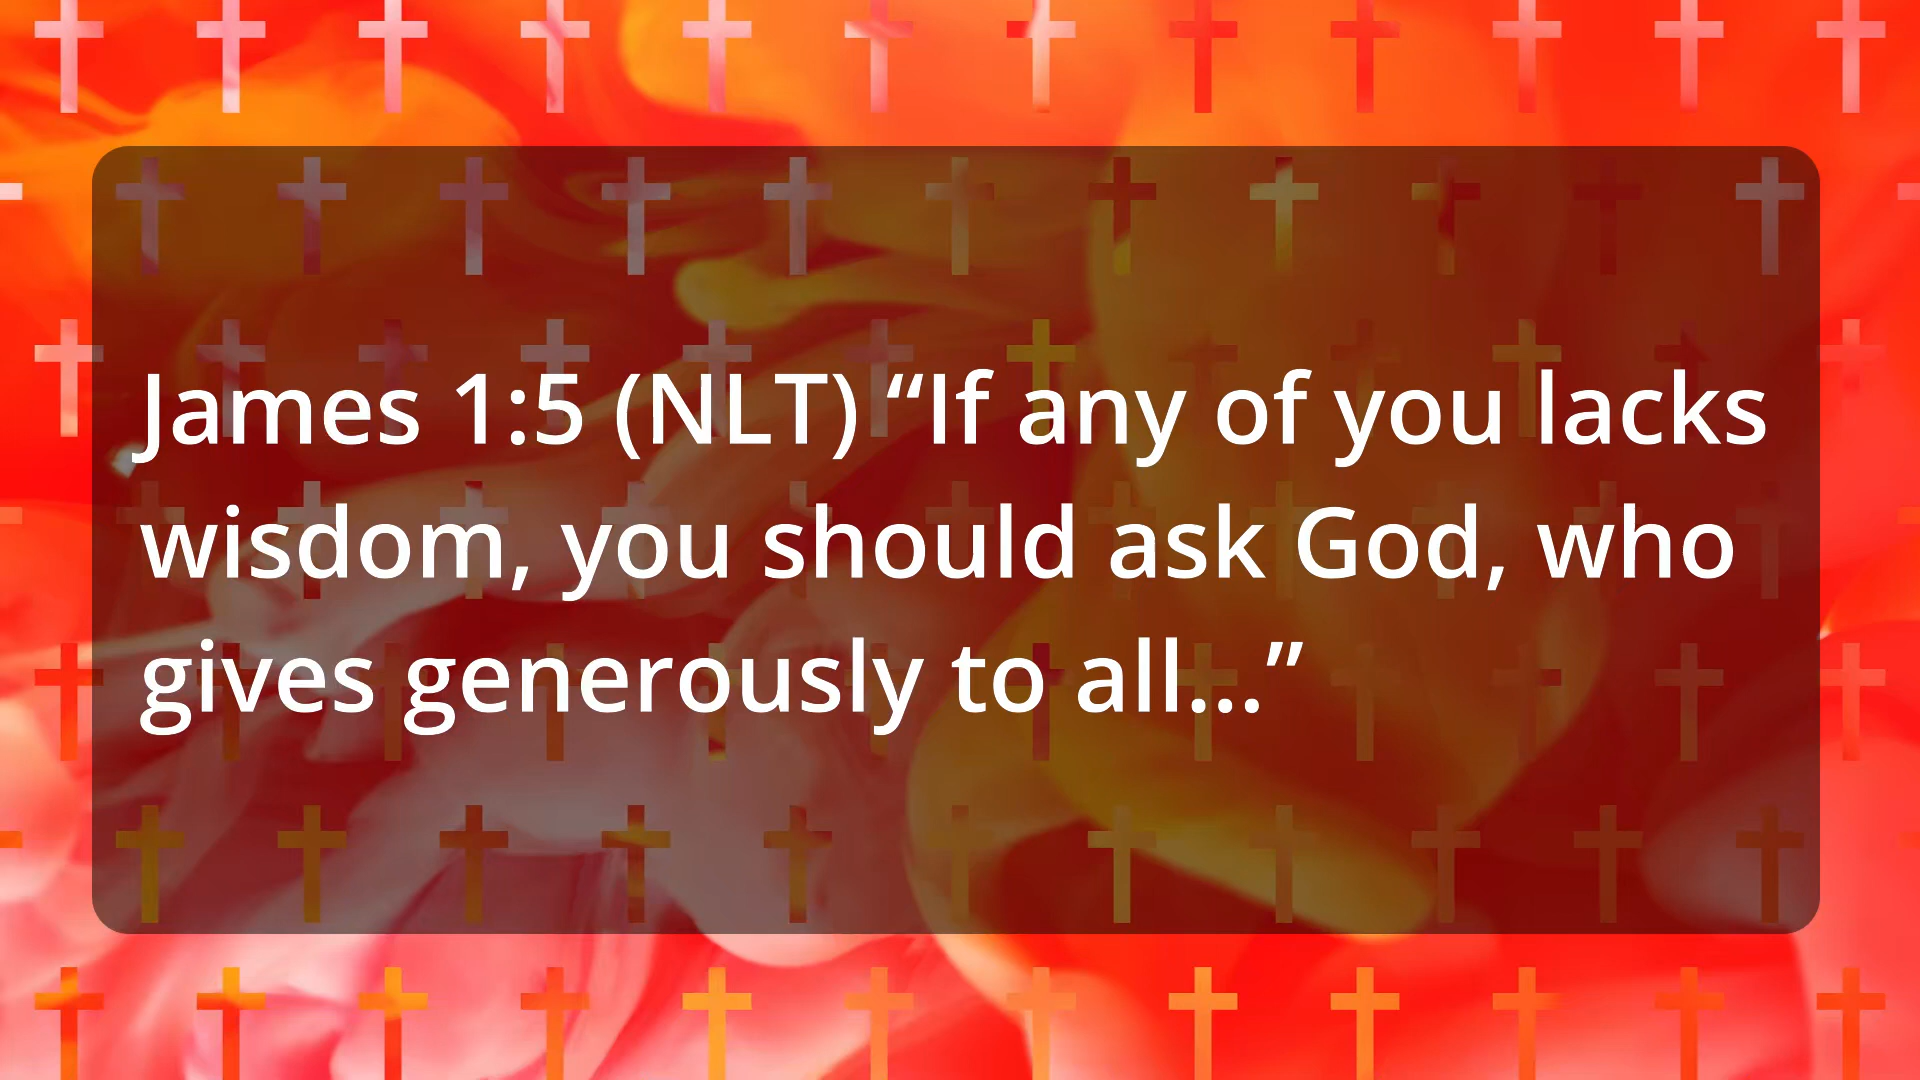 James 1:5 (NLT) “If any of you lacks
wisdom, you should ask God, who
gives generously to all...”